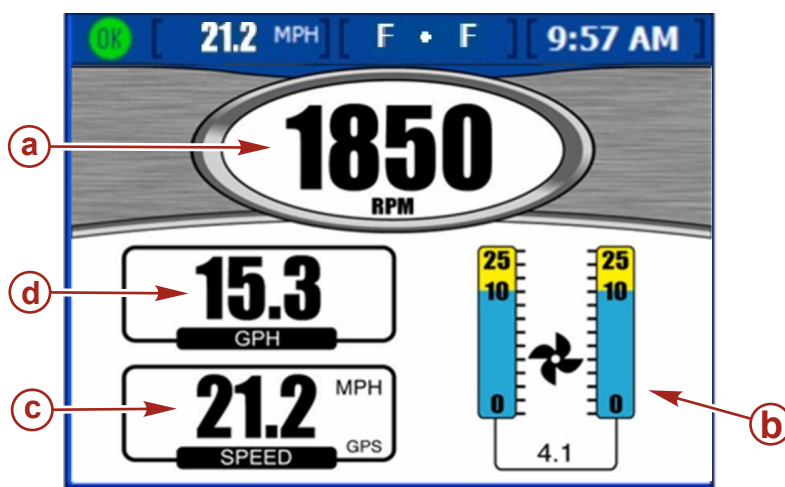 OK [ 21.2 MPH ] [ F • F ] [ 9:57 AM ]
a
1850
RPM
d
15.3
GPH
c
21.2 MPH
SPEED GPS
25 25
10 10
0 0
4.1
b